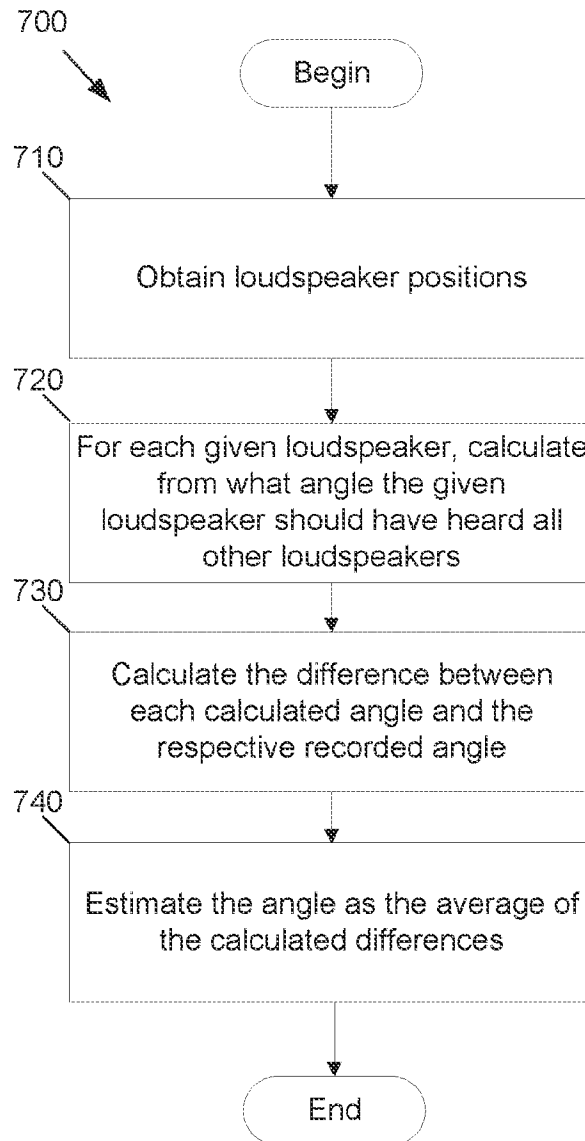 700
Begin
710
Obtain loudspeaker positions
720
For each given loudspeaker, calculate
from what angle the given
loudspeaker should have heard all
other loudspeakers
730
Calculate the difference between
each calculated angle and the
respective recorded angle
740
Estimate the angle as the average of
the calculated differences
End